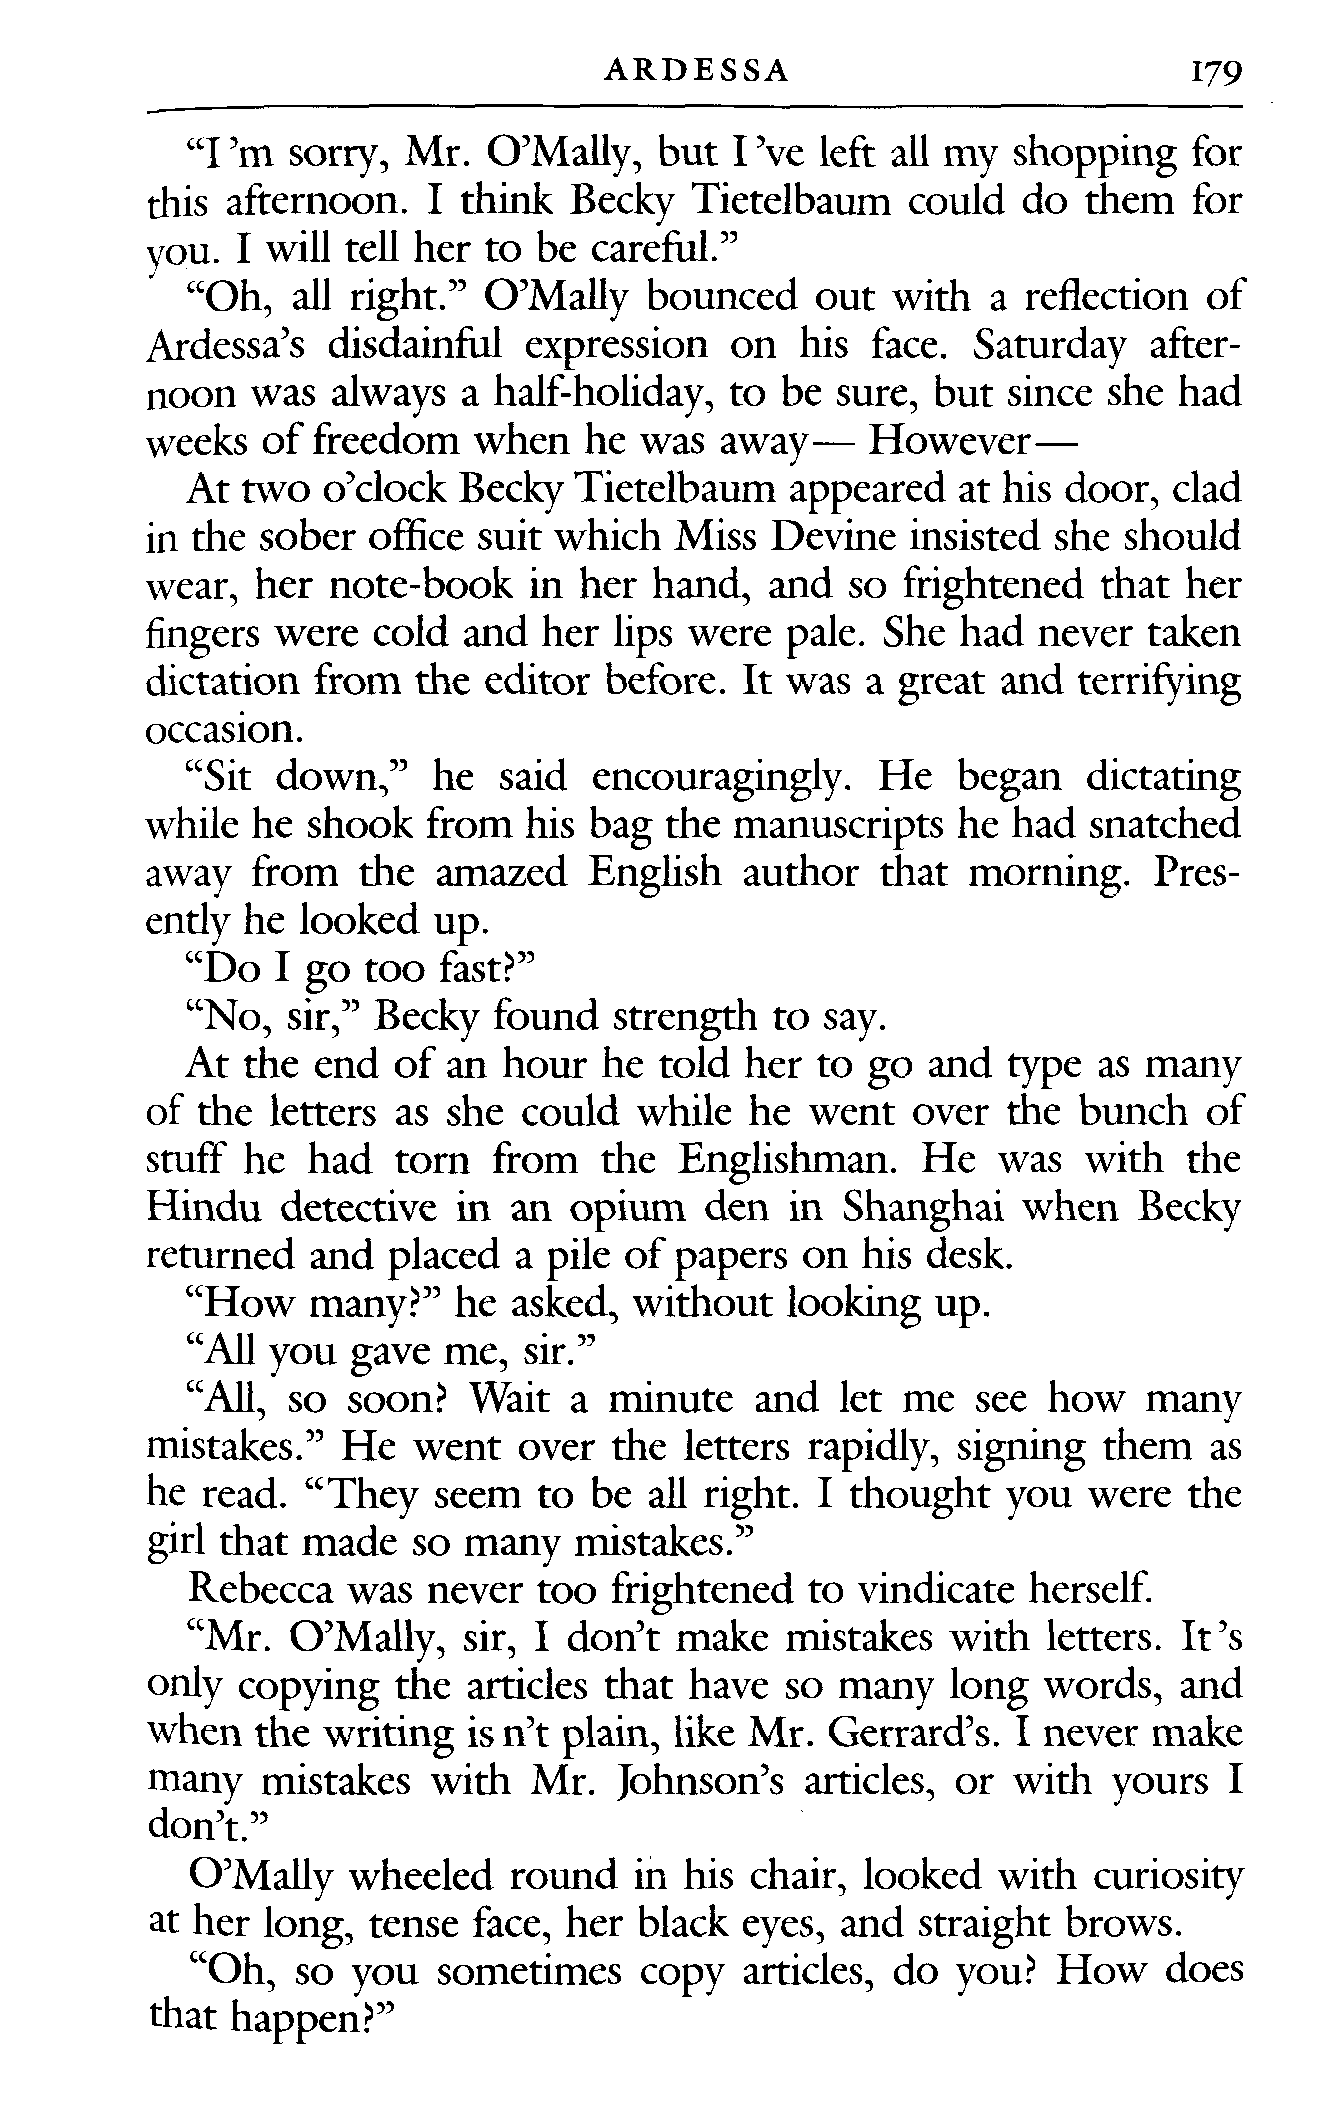 ARDESSA 179
“I ’m sorry, Mr. O’Mally, but I ’ve left all my shopping for
this afternoon. I think Becky Tietelbaum could do them for
you. I will tell her to be careful.”
“Oh, all right.” O’Mally bounced out with a reflection of
Ardessa’s disdainful expression on his face. Saturday after-
noon was always a half-holiday, to be sure, but since she had
weeks of freedom when he was away— However—
At two o’clock Becky Tietelbaum appeared at his door, clad
in the sober office suit which Miss Devine insisted she should
wear, her note-book in her hand, and so frightened that her
fingers were cold and her lips were pale. She had never taken
dictation from the editor before. It was a great and terrifying
occasion.
“Sit down,” he said encouragingly. He began dictating
while he shook from his bag the manuscripts he had snatched
away from the amazed English author that morning. Pres-
ently he looked up.
“Do I go too fast?”
“No, sir,” Becky found strength to say.
At the end of an hour he told her to go and type as many
of the letters as she could while he went over the bunch of
stuff he had torn from the Englishman. He was with the
Hindu detective in an opium den in Shanghai when Becky
returned and placed a pile of papers on his desk.
“How many?” he asked, without looking up.
“All you gave me, sir.”
“All, so soon? Wait a minute and let me see how many
mistakes.” He went over the letters rapidly, signing them as
he read. “They seem to be all right. I thought you were the
girl that made so many mistakes.”
Rebecca was never too frightened to vindicate herself.
“Mr. O’Mally, sir, I don’t make mistakes with letters. It ’s
only copying the articles that have so many long words, and
when the writing is n’t plain, like Mr. Gerrard’s. I never make
many mistakes with Mr. Johnson’s articles, or with yours I
don’t.”
O’Mally wheeled round in his chair, looked with curiosity
at her long, tense face, her black eyes, and straight brows.
“Oh, so you sometimes copy articles, do you? How does
that happen?”